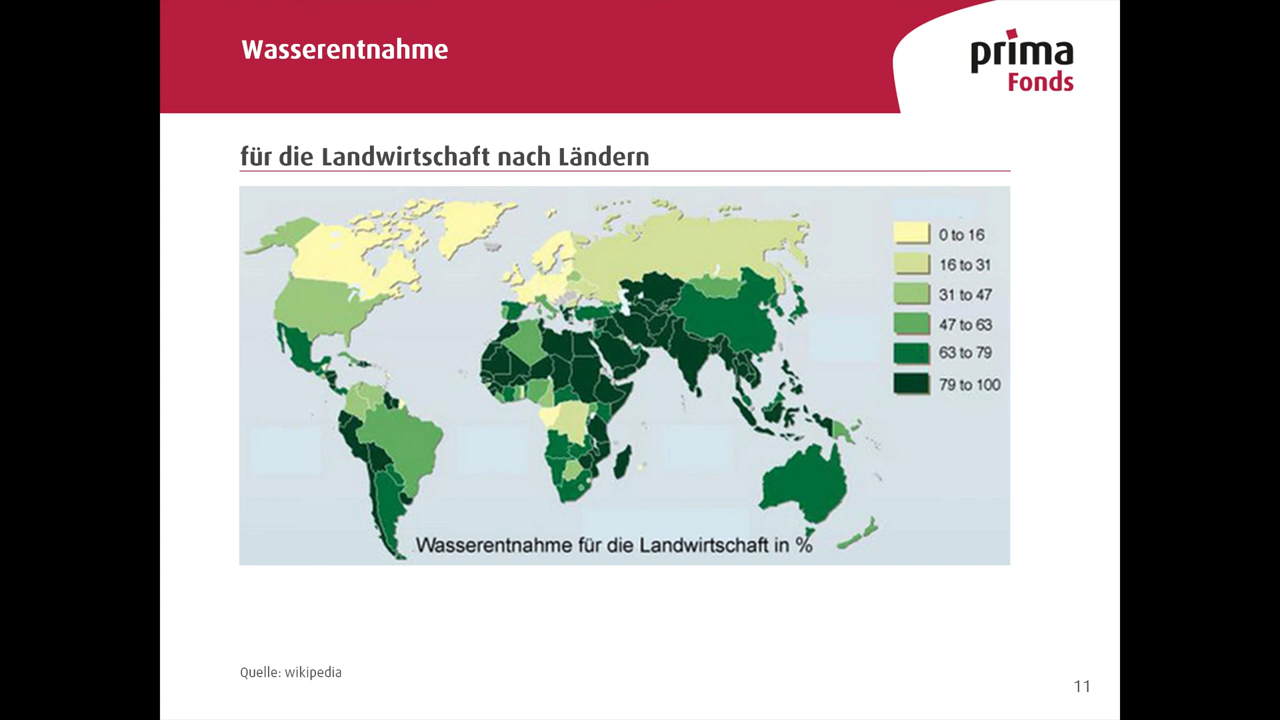 Wasserentnahme
prima
Fonds
für die Landwirtschaft nach Ländern
0 to 16
16 to 31
31 to 47
47 to 63
63 to 79
79 to 100
Wasserentnahme für die Landwirtschaft in %
Quelle: wikipedia
11